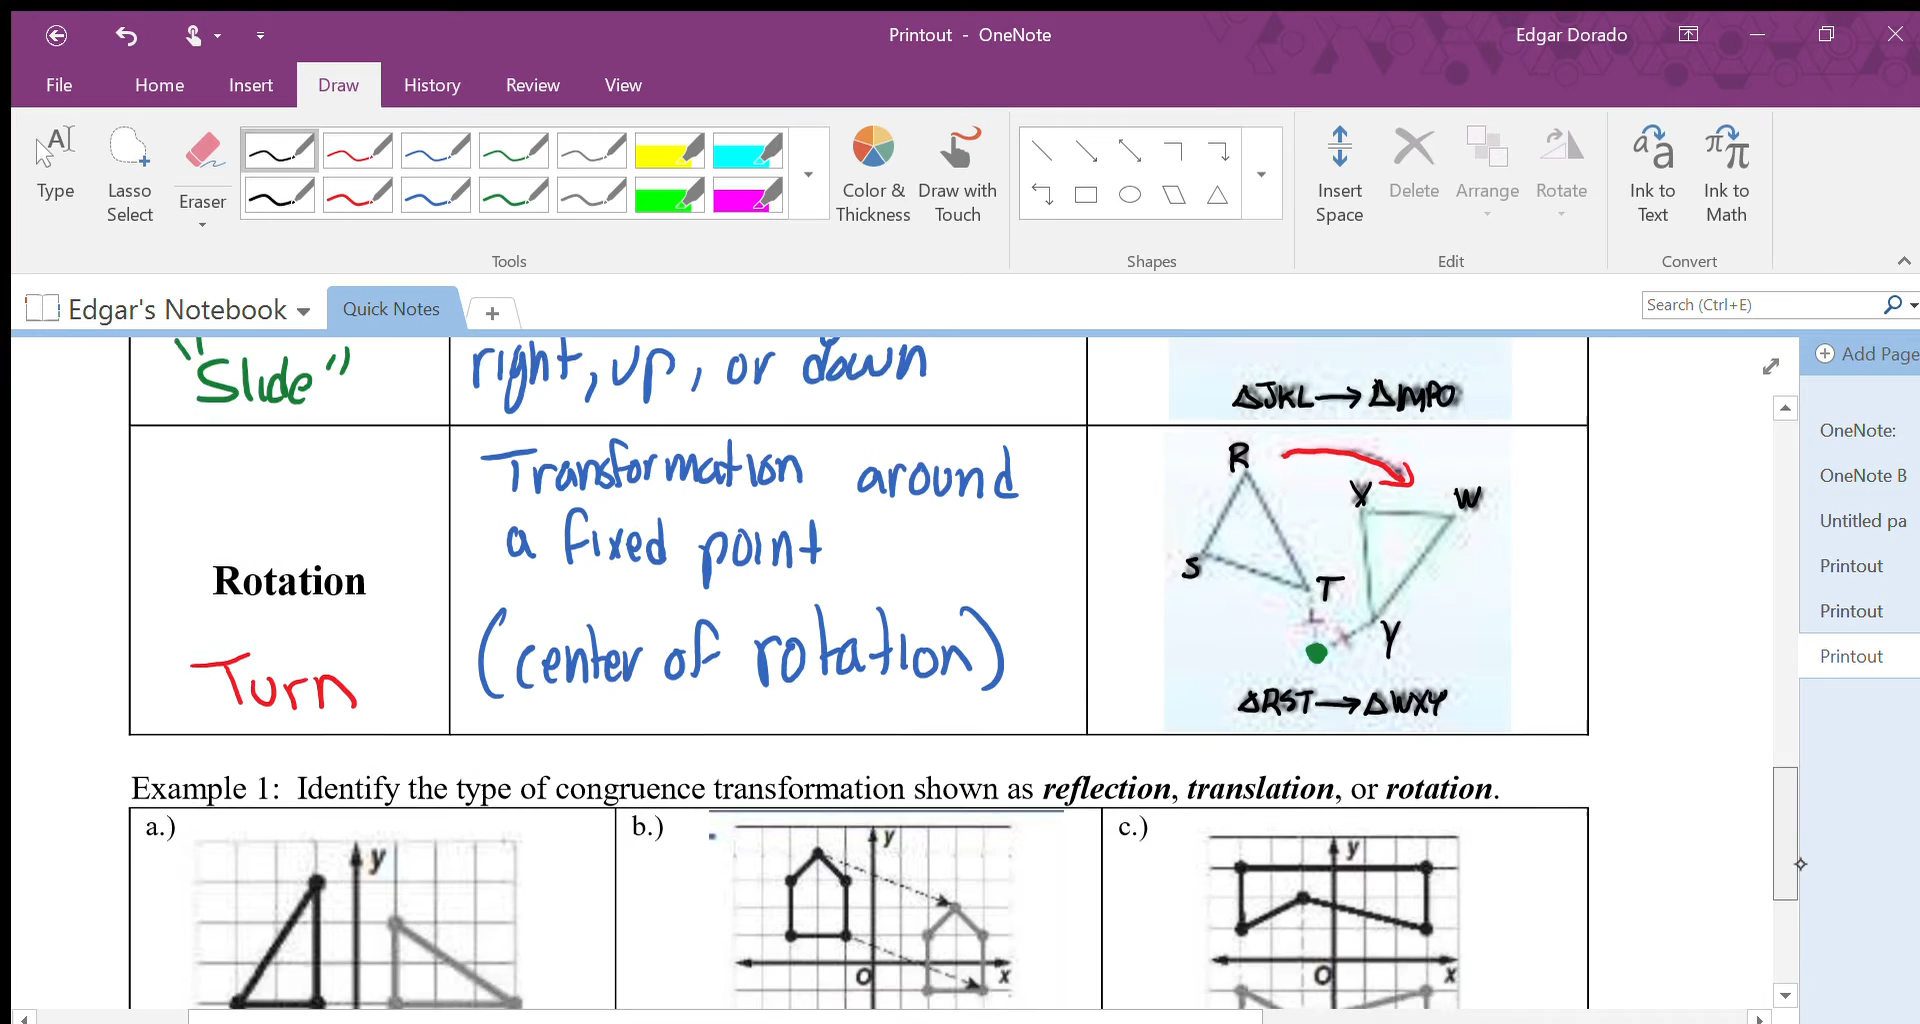 Printout - OneNote
Edgar Dorado
File Home Insert Draw History Review View
Type
Lasso Select
Eraser
Color & Thickness
Draw with Touch
Insert Space
Delete
Arrange
Rotate
Ink to Text
Ink to Math
Tools
Shapes
Edit
Convert
Edgar's Notebook
Quick Notes
Search (Ctrl+E)
Add Page
OneNote:
OneNote B
Untitled pa
Printout
Printout
Printout
"Slide"
right, up, or down
ΔJKL→ΔMPO
Rotation
Turn
Transformation around
a fixed point
(center of rotation)
R
X
W
S
T
Y
ΔRST→ΔWXY
Example 1: Identify the type of congruence transformation shown as reflection, translation, or rotation.
a.)
y
b.)
y
O
x
c.)
y
O
x